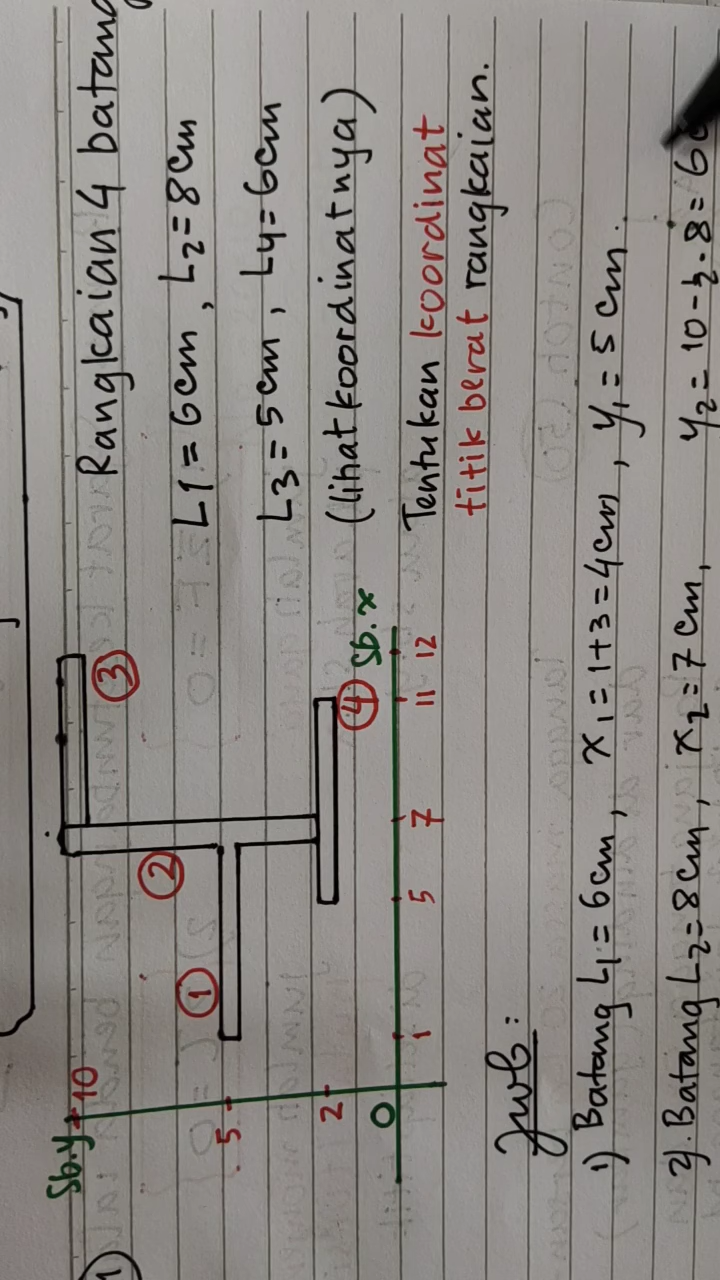 Sb.y
10
5
2
0
1
5
7
11
12
Sb.x
①
②
③
④
Rangkaian 4 batang
L1 = 6cm, L2 = 8cm
L3 = 5cm, L4 = 6cm
(lihat koordinatnya)
Tentukan koordinat
titik berat rangkaian.
Jwb:
1) Batang L1 = 6cm, x1 = 1+3 = 4cm, y1 = 5 cm.
2). Batang L2 = 8cm, x2 = 7 cm, y2 = 10 - ½.8 = 6